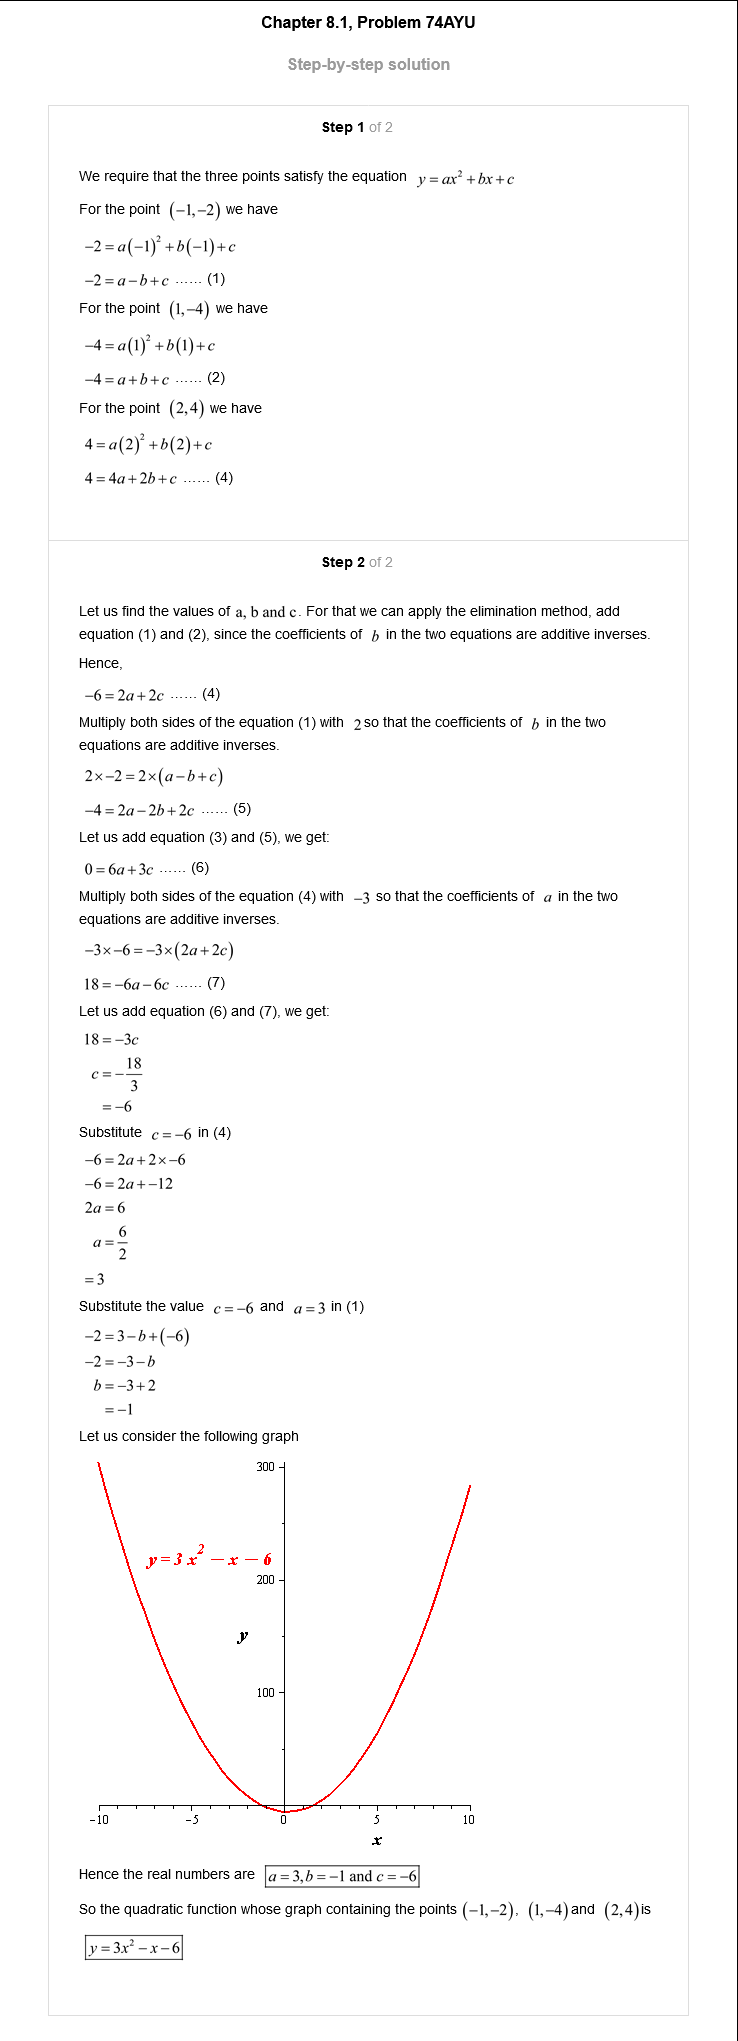 Chapter 8.1, Problem 74AYU
Step-by-step solution
Step 1 of 2
We require that the three points satisfy the equation y = ax² + bx + c
For the point (−1,−2) we have
−2 = a(−1)² + b(−1) + c
−2 = a − b + c ...... (1)
For the point (1,−4) we have
−4 = a(1)² + b(1) + c
−4 = a + b + c ...... (2)
For the point (2,4) we have
4 = a(2)² + b(2) + c
4 = 4a + 2b + c ...... (4)
Step 2 of 2
Let us find the values of a, b and c. For that we can apply the elimination method, add
equation (1) and (2), since the coefficients of b in the two equations are additive inverses.
Hence,
−6 = 2a + 2c ...... (4)
Multiply both sides of the equation (1) with 2 so that the coefficients of b in the two
equations are additive inverses.
2×−2 = 2×(a − b + c)
−4 = 2a − 2b + 2c ...... (5)
Let us add equation (3) and (5), we get:
0 = 6a + 3c ...... (6)
Multiply both sides of the equation (4) with −3 so that the coefficients of a in the two
equations are additive inverses.
−3×−6 = −3×(2a + 2c)
18 = −6a − 6c ...... (7)
Let us add equation (6) and (7), we get:
18 = −3c
c = −18/3
= −6
Substitute c = −6 in (4)
−6 = 2a + 2×−6
−6 = 2a + −12
2a = 6
a = 6/2
= 3
Substitute the value c = −6 and a = 3 in (1)
−2 = 3 − b + (−6)
−2 = −3 − b
b = −3 + 2
= −1
Let us consider the following graph
300
y = 3 x² − x − 6
200
y
100
−10 −5 0 5 10
x
Hence the real numbers are a = 3, b = −1 and c = −6
So the quadratic function whose graph containing the points (−1,−2), (1,−4) and (2,4) is
y = 3x² − x − 6